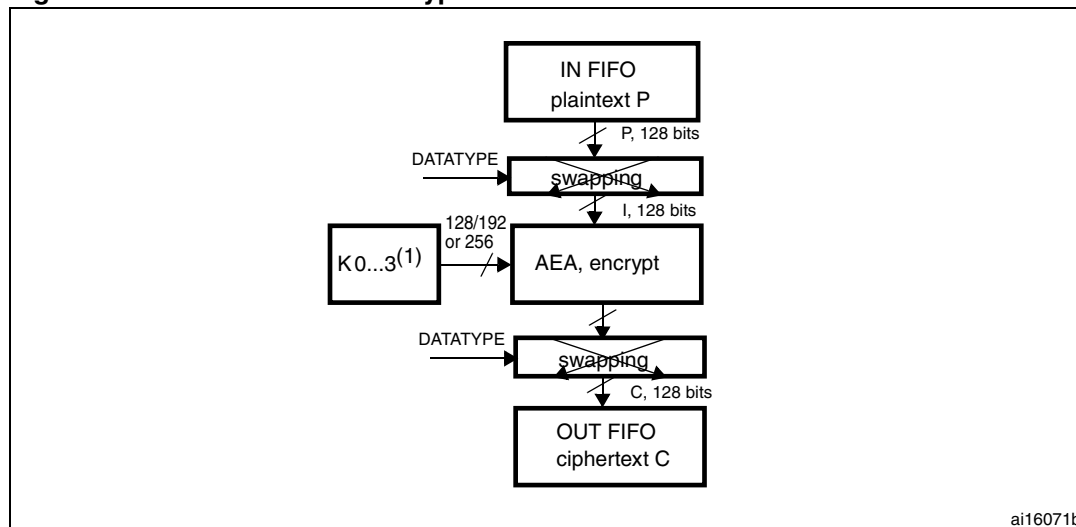 IN FIFO
plaintext P
P, 128 bits
DATATYPE
swapping
I, 128 bits
128/192
or 256
K 0...3(1)
AEA, encrypt
DATATYPE
swapping
C, 128 bits
OUT FIFO
ciphertext C
ai16071b